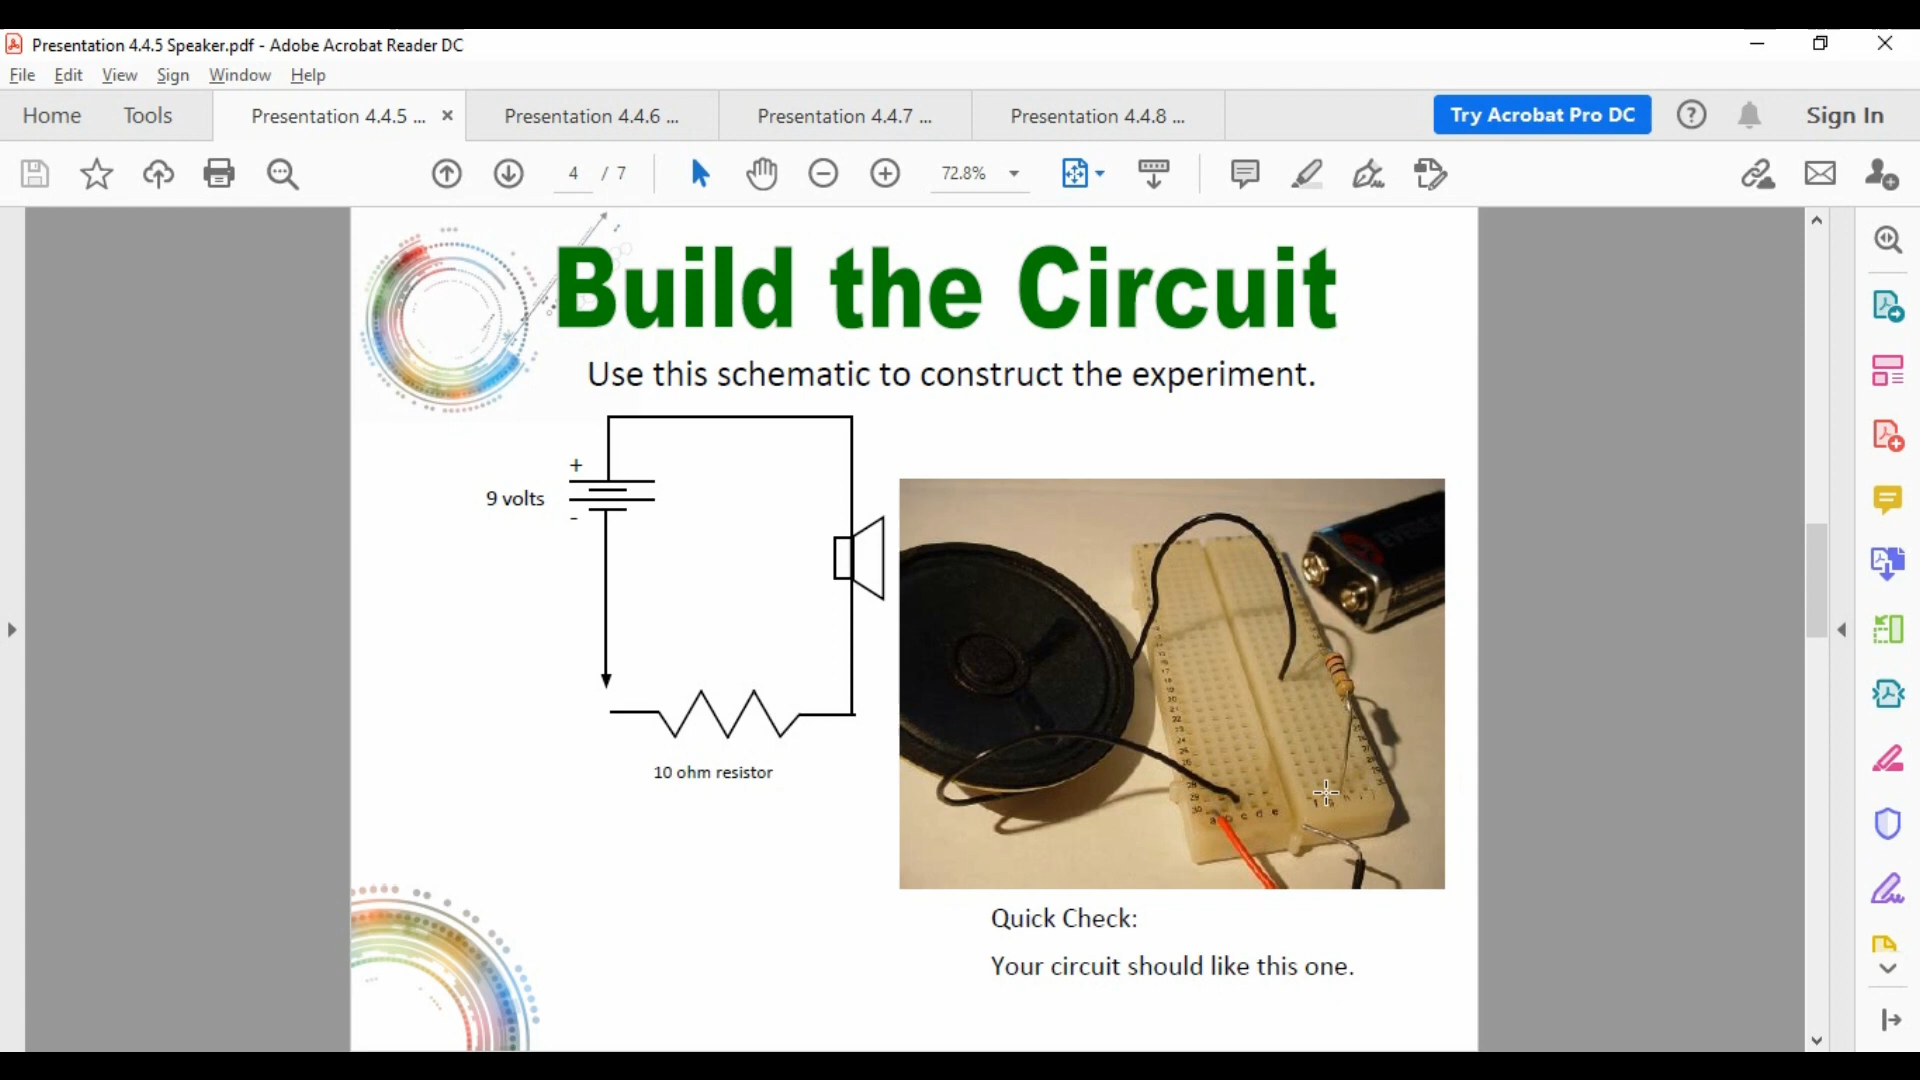 Presentation 4.4.5 Speaker.pdf - Adobe Acrobat Reader DC
File Edit View Sign Window Help
Home Tools Presentation 4.4.5 ... Presentation 4.4.6 ... Presentation 4.4.7 ... Presentation 4.4.8 ... Try Acrobat Pro DC Sign In
4 / 7 72.8%
Build the Circuit
Use this schematic to construct the experiment.
+
9 volts
-
10 ohm resistor
Quick Check:
Your circuit should like this one.